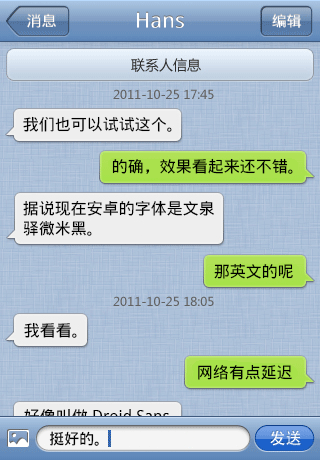 消息
Hans
编辑
联系人信息
2011-10-25 17:45
我们也可以试试这个。
的确，效果看起来还不错。
据说现在安卓的字体是文泉
驿微米黑。
那英文的呢
2011-10-25 18:05
我看看。
网络有点延迟
好像叫做 Droid Sans
挺好的。
发送